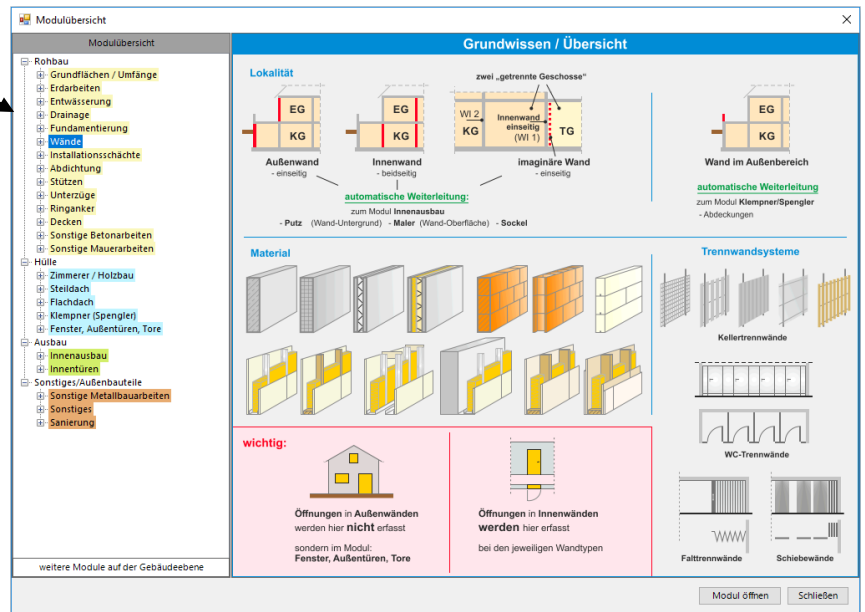 Modulübersicht
Modulübersicht
Rohbau
Grundflächen / Umfänge
Erdarbeiten
Entwässerung
Drainage
Fundamentierung
Wände
Installationsschächte
Abdichtung
Stützen
Unterzüge
Ringanker
Decken
Sonstige Betonarbeiten
Sonstige Mauerarbeiten
Hülle
Zimmerer / Holzbau
Steildach
Flachdach
Klempner (Spengler)
Fenster, Außentüren, Tore
Ausbau
Innenausbau
Innentüren
Sonstiges/Außenbauteile
Sonstige Metallbauarbeiten
Sonstiges
Sanierung
weitere Module auf der Gebäudeebene
Grundwissen / Übersicht
Lokalität
zwei „getrennte Geschosse"
EG
KG
Außenwand
- einseitig
EG
KG
Innenwand
- beidseitig
WI 2
KG
Innenwand
einseitig
(WI 1)
TG
imaginäre Wand
- einseitig
automatische Weiterleitung:
zum Modul Innenausbau
- Putz (Wand-Untergrund) - Maler (Wand-Oberfläche) - Sockel
EG
KG
Wand im Außenbereich
automatische Weiterleitung
zum Modul Klempner/Spengler
- Abdeckungen
Material
Trennwandsysteme
Kellertrennwände
WC-Trennwände
Falttrennwände
Schiebewände
wichtig:
Öffnungen in Außenwänden
werden hier nicht erfasst
sondern im Modul:
Fenster, Außentüren, Tore
Öffnungen in Innenwänden
werden hier erfasst
bei den jeweiligen Wandtypen
Modul öffnen
Schließen